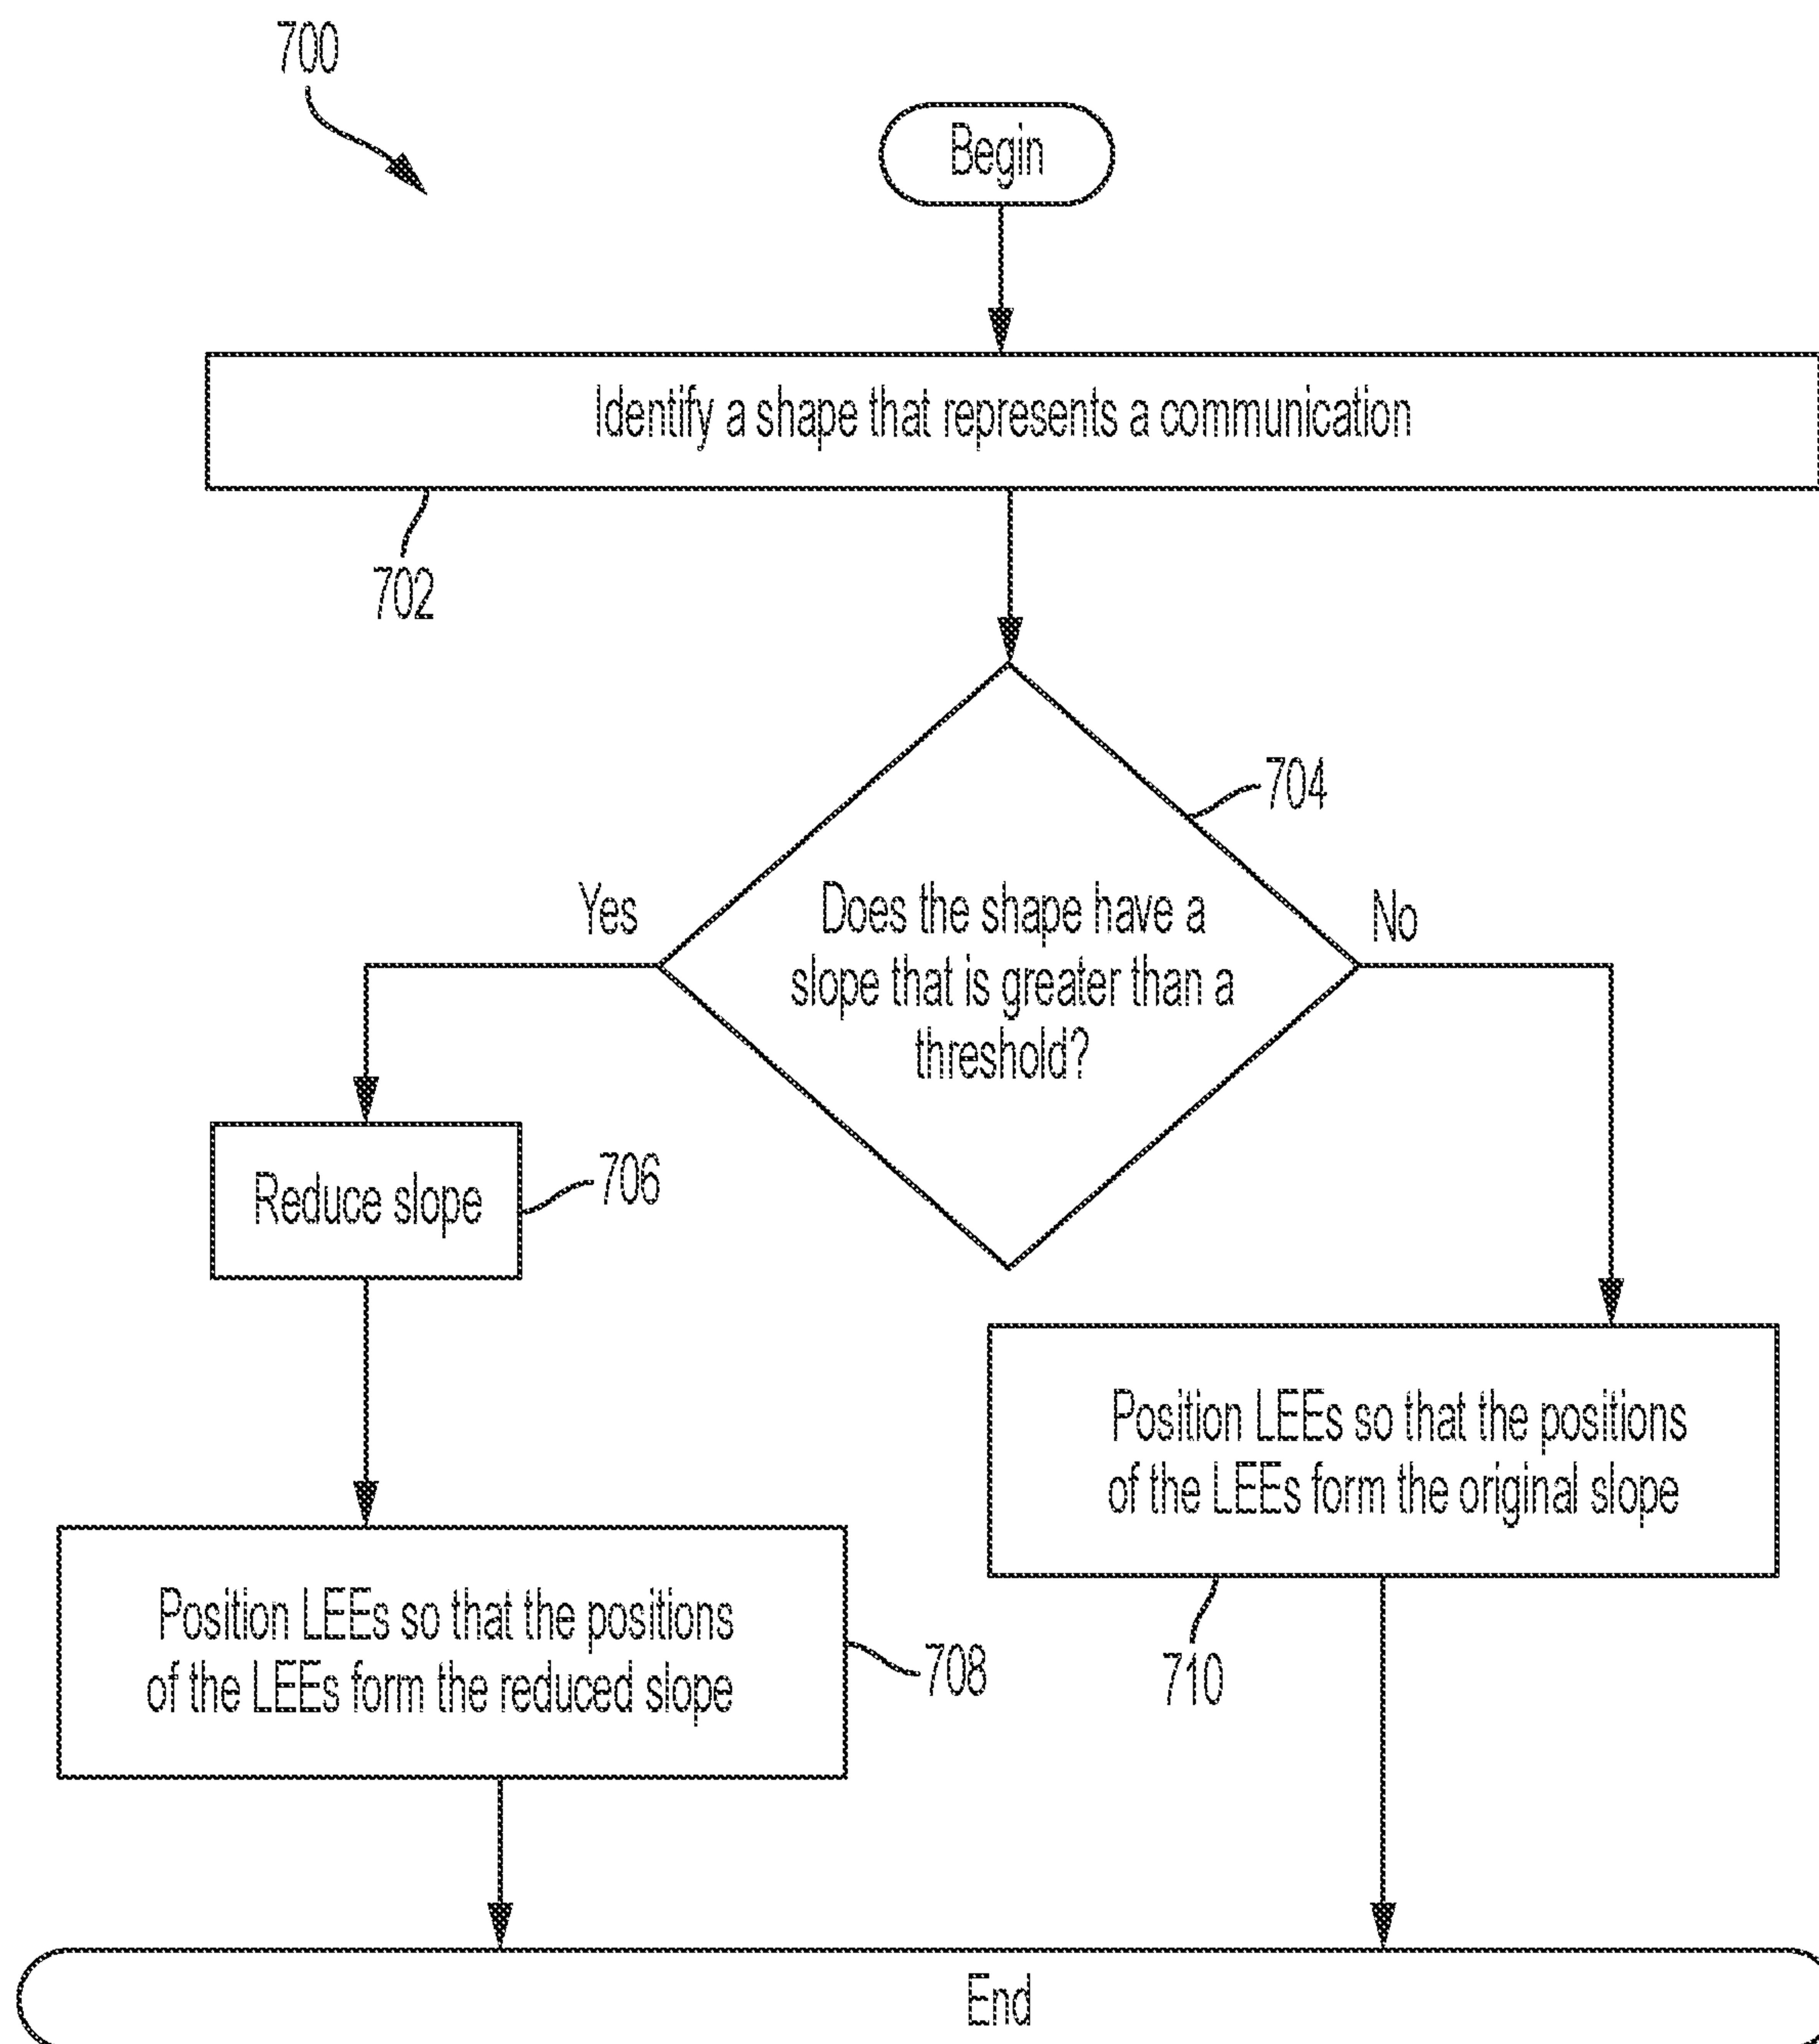 700
Begin
Identify a shape that represents a communication
702
704
Yes
No
Does the shape have a
slope that is greater than a
threshold?
Reduce slope
706
Position LEEs so that the positions
of the LEEs form the original slope
710
Position LEEs so that the positions
of the LEEs form the reduced slope
708
End